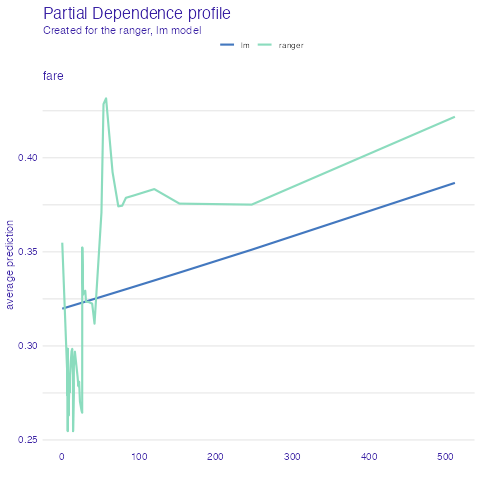 Partial Dependence profile
Created for the ranger, lm model
lm ranger
fare
average prediction
0.40
0.35
0.30
0.25
0 100 200 300 400 500